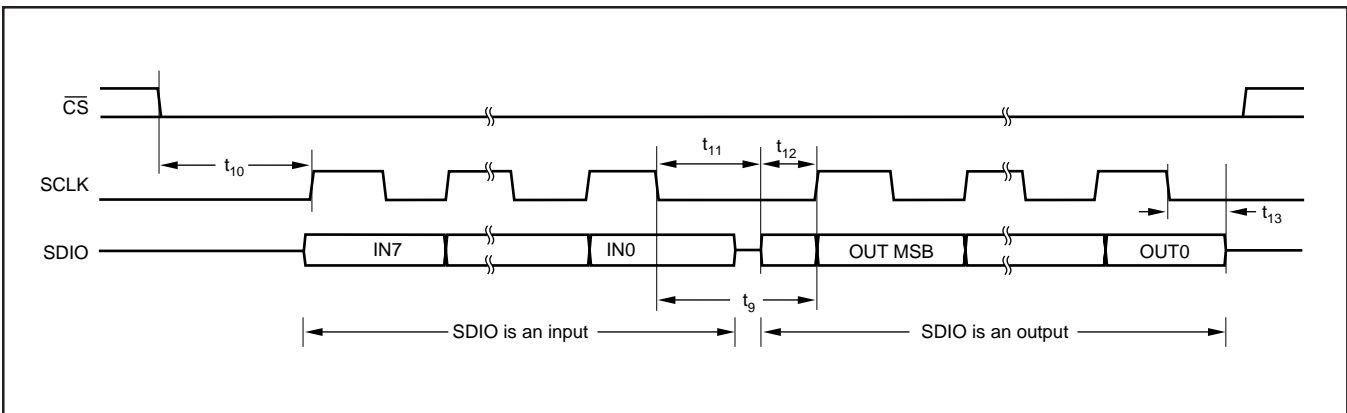 CS
t10
t11
t12
SCLK
t13
SDIO
IN7
IN0
OUT MSB
OUT0
t9
SDIO is an input
SDIO is an output